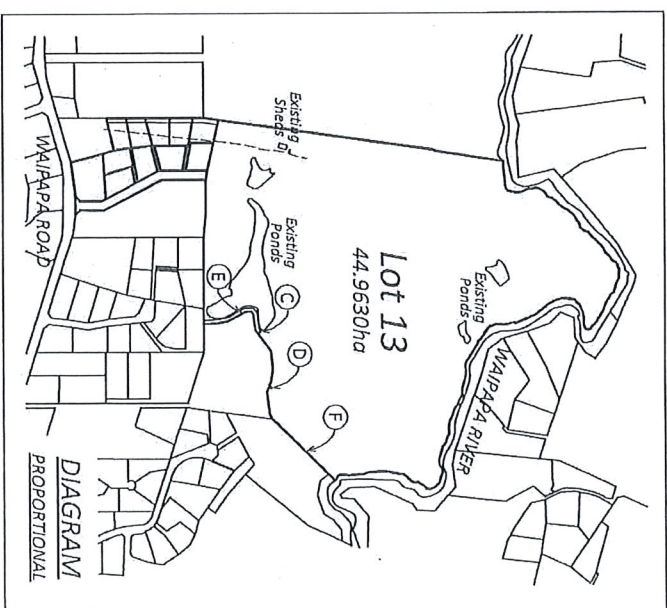 Existing
Sheds
Existing
Ponds
E
C
D
F
Lot 13
44.9630ha
Existing
Ponds
WAIPAPA RIVER
WAIPAPA ROAD
DIAGRAM
PROPORTIONAL